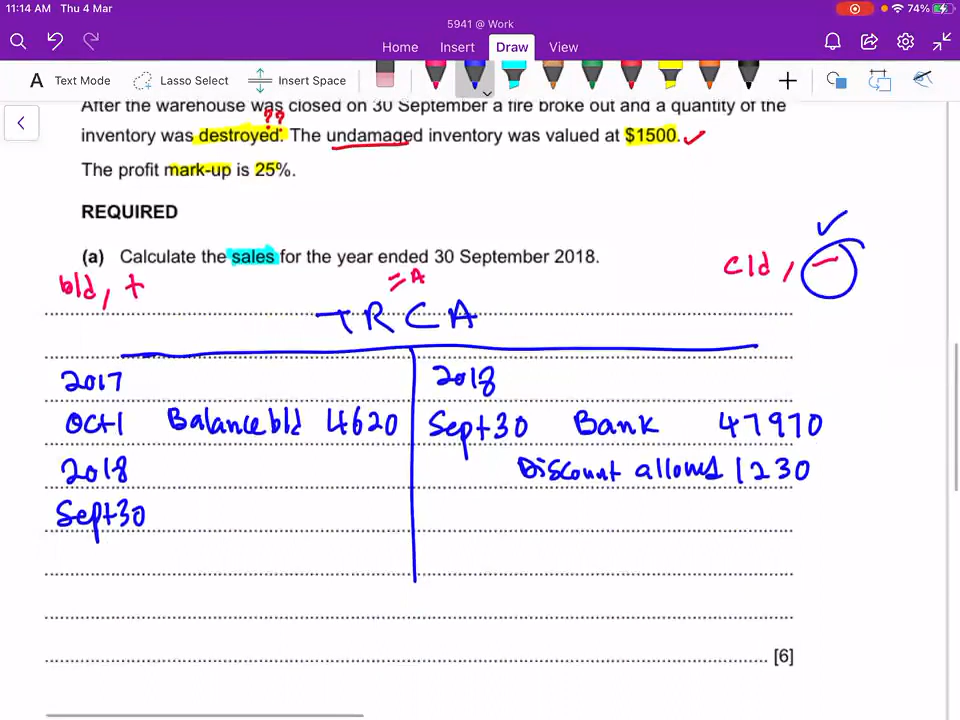 11:14 AM Thu 4 Mar
74%
5941 @ Work
Home Insert Draw View
A Text Mode Lasso Select Insert Space
After the warehouse was closed on 30 September a fire broke out and a quantity of the
??
inventory was destroyed. The undamaged inventory was valued at $1500.
The profit mark-up is 25%.
REQUIRED
(a) Calculate the sales for the year ended 30 September 2018.
b/d, + = A c/d, -
TRCA
2017 2018
Oct 1 Balance b/d 4620 Sept 30 Bank 47970
2018 Discount allowed 1230
Sept 30
[6]